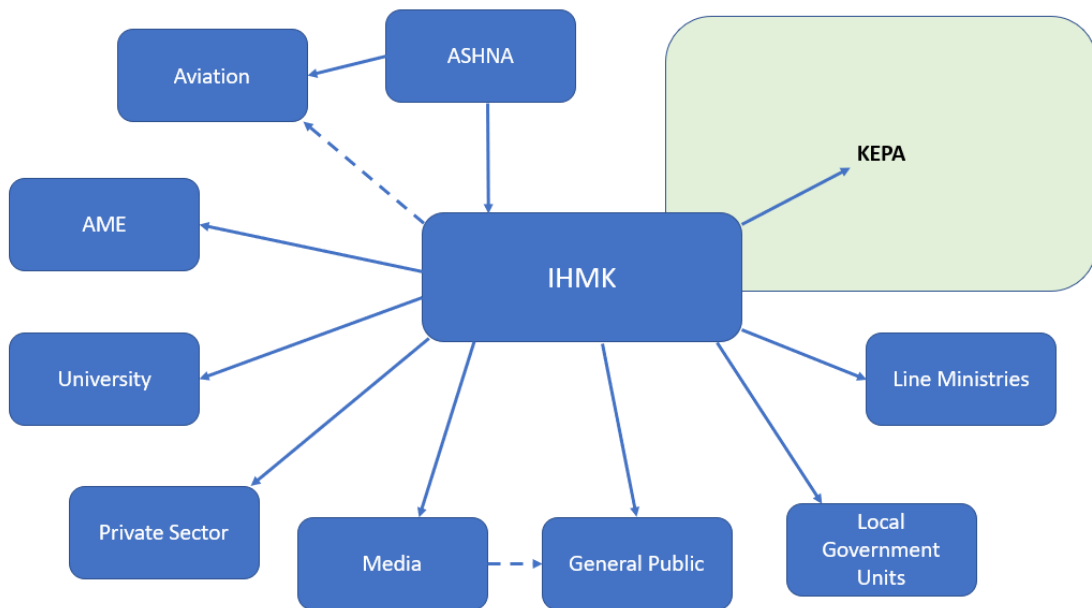 ASHNA
Aviation
KEPA
AME
IHMK
University
Line Ministries
Private Sector
Media
General Public
Local
Government
Units